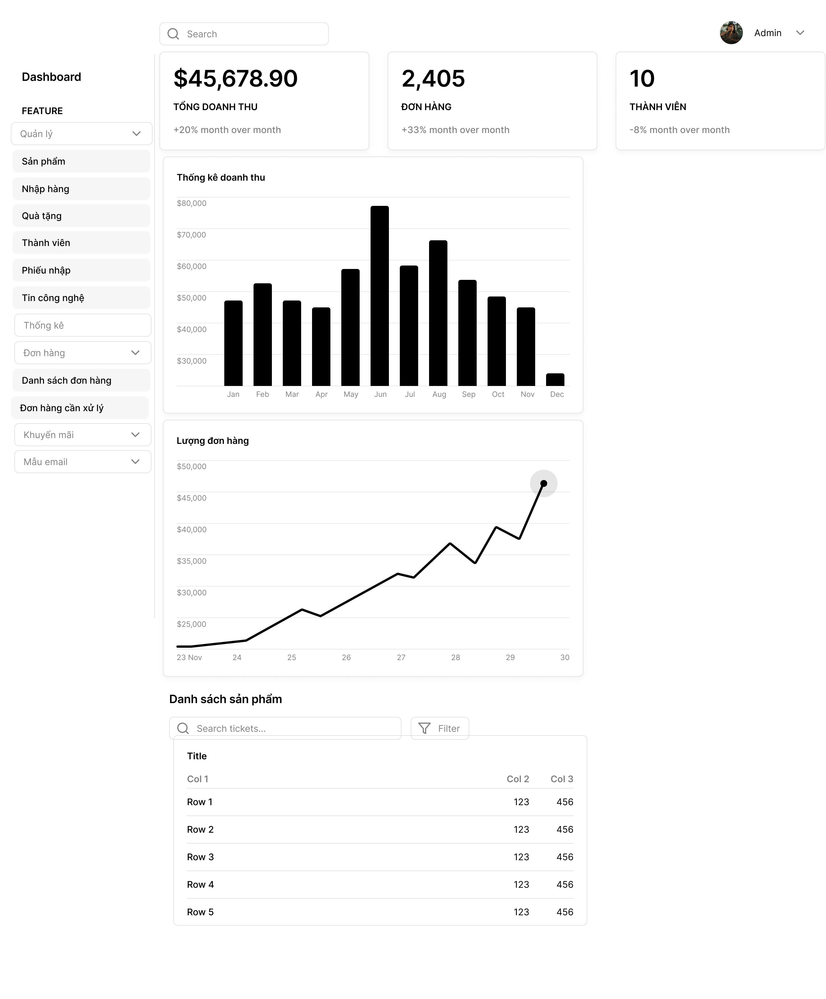 Search
Admin
Dashboard
FEATURE
Quản lý
Sản phẩm
Nhập hàng
Quà tặng
Thành viên
Phiếu nhập
Tin công nghệ
Thống kê
Đơn hàng
Danh sách đơn hàng
Đơn hàng cần xử lý
Khuyến mãi
Mẫu email
$45,678.90
TỔNG DOANH THU
+20% month over month
2,405
ĐƠN HÀNG
+33% month over month
10
THÀNH VIÊN
-8% month over month
Thống kê doanh thu
$80,000
$70,000
$60,000
$50,000
$40,000
$30,000
Jan Feb Mar Apr May Jun Jul Aug Sep Oct Nov Dec
Lượng đơn hàng
$50,000
$45,000
$40,000
$35,000
$30,000
$25,000
23 Nov 24 25 26 27 28 29 30
Danh sách sản phẩm
Search tickets...
Filter
Title
Col 1 Col 2 Col 3
Row 1 123 456
Row 2 123 456
Row 3 123 456
Row 4 123 456
Row 5 123 456